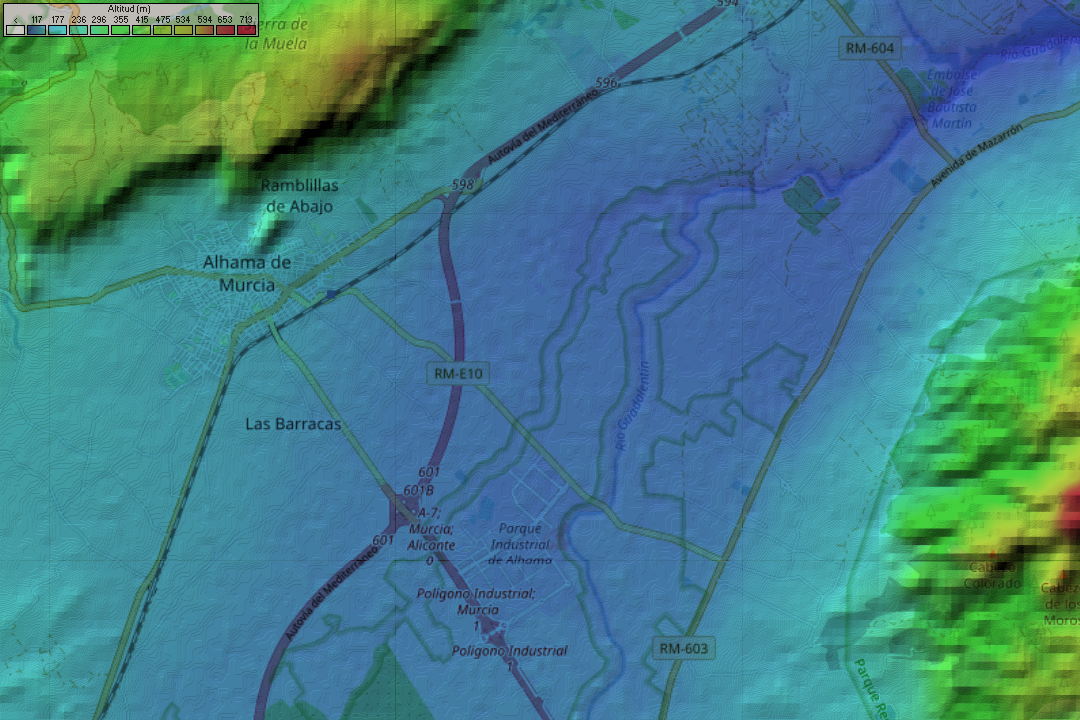 Altitud (m)
< 117 177 236 296 355 415 475 534 594 653 713
594
Sierra de
la Muela
RM-604
Río Guadalentín
596
Embalse
de José
Bautista
Martín
Autovía del Mediterráneo
Avenida de Mazarrón
598
Ramblillas
de Abajo
Alhama de
Murcia
RM-E10
Río Guadalentín
Las Barracas
601
601B
A-7;
Murcia;
Alicante
0
601
Parque
Industrial
de Alhama
Autovía del Mediterráneo
Cabezo
Colorado
Cabez
de los
Moros
Polígono Industrial;
Murcia
1
Polígono Industrial
1
RM-603
Parque Re